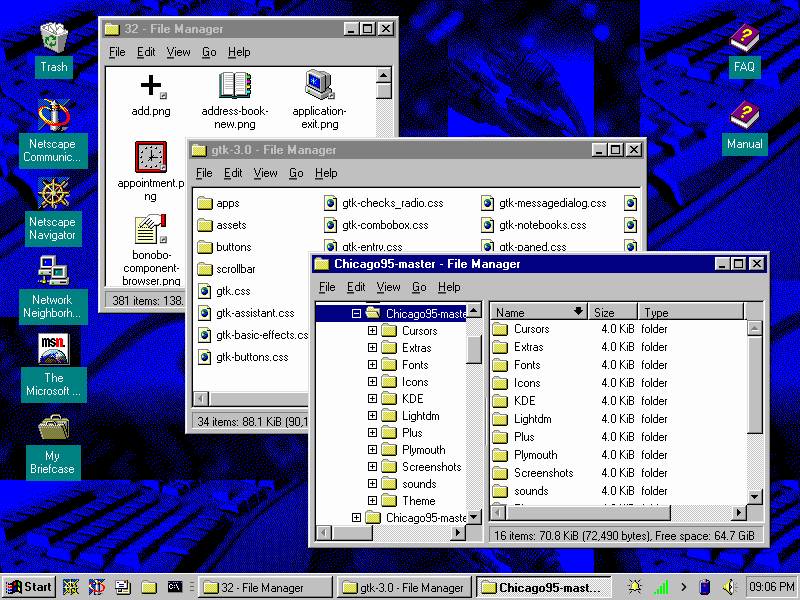 Trash
Netscape
Communic...
Netscape
Navigator
Network
Neighborh...
msn.
The
Microsoft ...
My
Briefcase
FAQ
Manual
32 - File Manager
File Edit View Go Help
add.png
address-book-
new.png
application-
exit.png
appointment.p
ng
bonobo-
component-
browser.png
381 items: 138.
gtk-3.0 - File Manager
File Edit View Go Help
apps
assets
buttons
scrollbar
gtk.css
gtk-assistant.css
gtk-basic-effects.cs
gtk-buttons.css
gtk-checks_radio.css
gtk-combobox.css
gtk-entry.css
gtk-messagedialog.css
gtk-notebooks.css
gtk-paned.css
34 items: 88.1 KiB (90,1
Chicago95-master - File Manager
File Edit View Go Help
Chicago95-maste
Cursors
Extras
Fonts
Icons
KDE
Lightdm
Plus
Plymouth
Screenshots
sounds
Theme
Chicago95-maste
Name Size Type
Cursors 4.0 KiB folder
Extras 4.0 KiB folder
Fonts 4.0 KiB folder
Icons 4.0 KiB folder
KDE 4.0 KiB folder
Lightdm 4.0 KiB folder
Plus 4.0 KiB folder
Plymouth 4.0 KiB folder
Screenshots 4.0 KiB folder
sounds 4.0 KiB folder
16 items: 70.8 KiB (72,490 bytes), Free space: 64.7 GiB
Start
32 - File Manager
gtk-3.0 - File Manager
Chicago95-mast...
09:06 PM